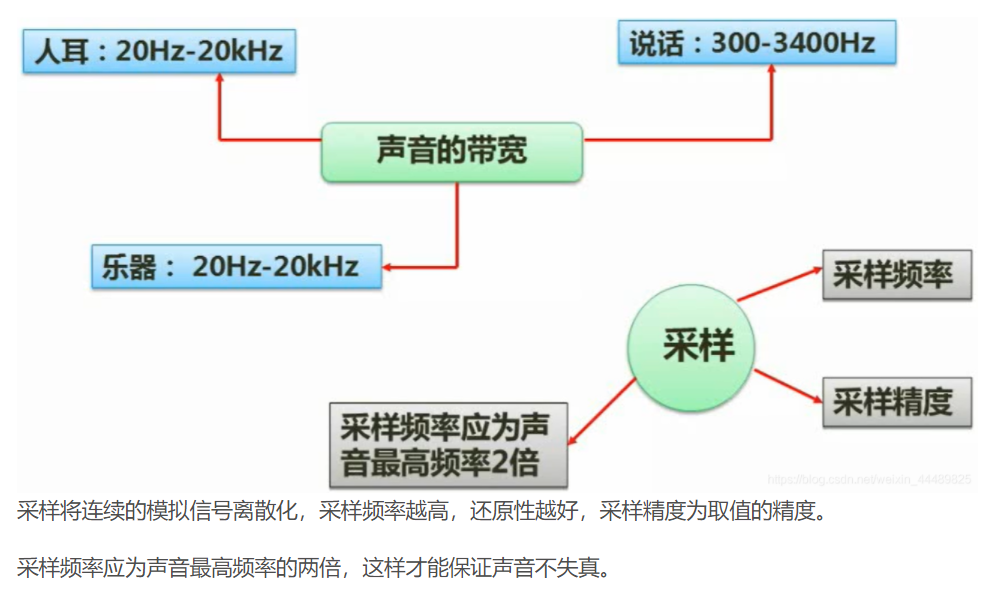 人耳：20Hz-20kHz
说话：300-3400Hz
声音的带宽
乐器： 20Hz-20kHz
采样频率
采样
采样精度
采样频率应为声
音最高频率2倍
https://blog.csdn.net/weixin_44489825
采样将连续的模拟信号离散化，采样频率越高，还原性越好，采样精度为取值的精度。
采样频率应为声音最高频率的两倍，这样才能保证声音不失真。